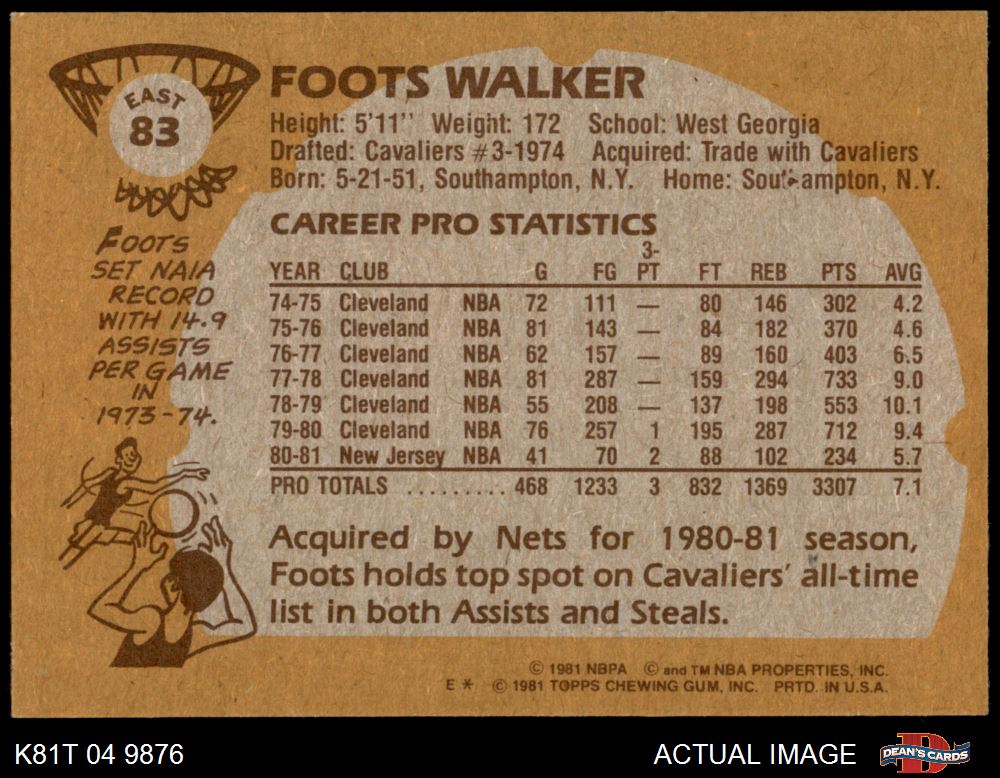 EAST
83
FOOTS WALKER
Height: 5'11" Weight: 172 School: West Georgia
Drafted: Cavaliers #3-1974 Acquired: Trade with Cavaliers
Born: 5-21-51, Southampton, N.Y. Home: Southampton, N.Y.
FOOTS
SET NAIA
RECORD
WITH 14.9
ASSISTS
PER GAME
IN
1973-74.
CAREER PRO STATISTICS
3-
YEAR CLUB G FG PT FT REB PTS AVG
74-75 Cleveland NBA 72 111 — 80 146 302 4.2
75-76 Cleveland NBA 81 143 — 84 182 370 4.6
76-77 Cleveland NBA 62 157 — 89 160 403 6.5
77-78 Cleveland NBA 81 287 — 159 294 733 9.0
78-79 Cleveland NBA 55 208 — 137 198 553 10.1
79-80 Cleveland NBA 76 257 1 195 287 712 9.4
80-81 New Jersey NBA 41 70 2 88 102 234 5.7
PRO TOTALS .......... 468 1233 3 832 1369 3307 7.1
Acquired by Nets for 1980-81 season,
Foots holds top spot on Cavaliers' all-time
list in both Assists and Steals.
© 1981 NBPA © and TM NBA PROPERTIES, INC.
E * © 1981 TOPPS CHEWING GUM, INC. PRTD. IN U.S.A.
K81T 04 9876 ACTUAL IMAGE DEAN'S CARDS